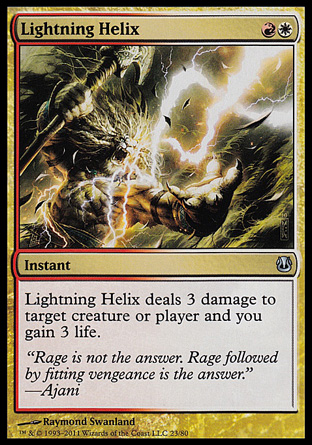 Lightning Helix
Instant
Lightning Helix deals 3 damage to
target creature or player and you
gain 3 life.
“Rage is not the answer. Rage followed
by fitting vengeance is the answer.”
—Ajani
Raymond Swanland
™ & © 1993–2011 Wizards of the Coast LLC 23/80